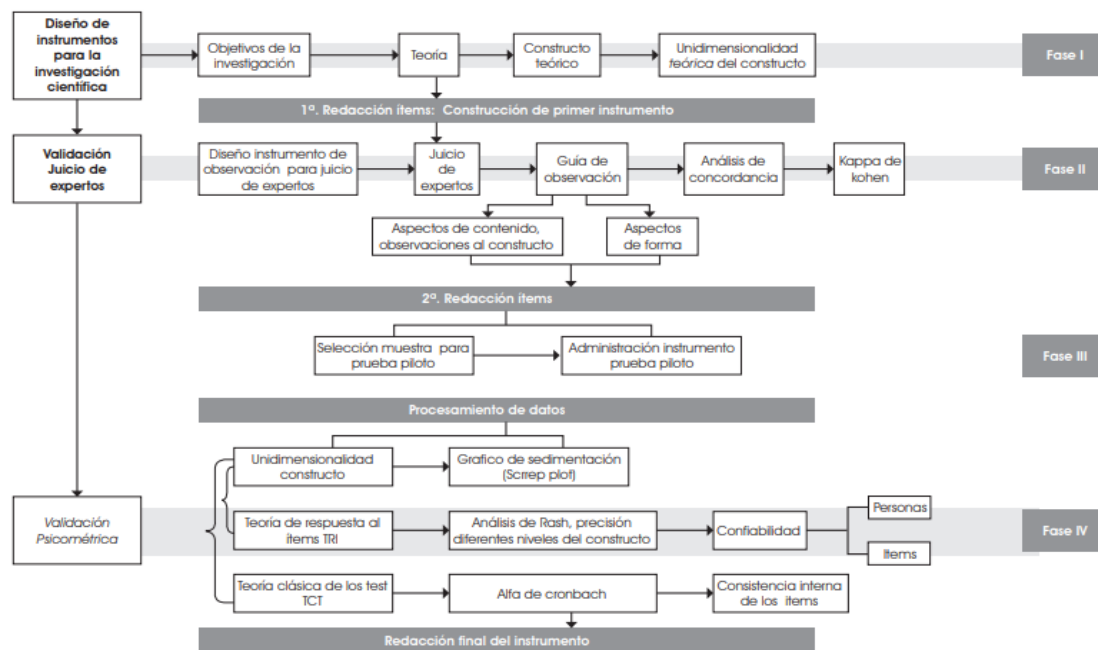 Diseño de
instrumentos
para la
investigación
científica
Objetivos de la
investigación
Teoría
Constructo
teórico
Unidimensionalidad
teórica del constructo
Fase I
1ª. Redacción ítems: Construcción de primer instrumento
Validación
Juicio de
expertos
Diseño instrumento de
observación para juicio
de expertos
Juicio
de
expertos
Guía de
observación
Análisis de
concordancia
Kappa de
kohen
Fase II
Aspectos de contenido,
observaciones al constructo
Aspectos
de forma
2ª. Redacción ítems
Selección muestra para
prueba piloto
Administración instrumento
prueba piloto
Fase III
Procesamiento de datos
Unidimensionalidad
constructo
Grafico de sedimentación
(Scrrep plof)
Validación
Psicométrica
Teoría de respuesta al
ítems TRI
Análisis de Rash, precisión
diferentes niveles del constructo
Confiabilidad
Personas
Items
Fase IV
Teoría clásica de los test
TCT
Alfa de cronbach
Consistencia interna
de los items
Redacción final del instrumento